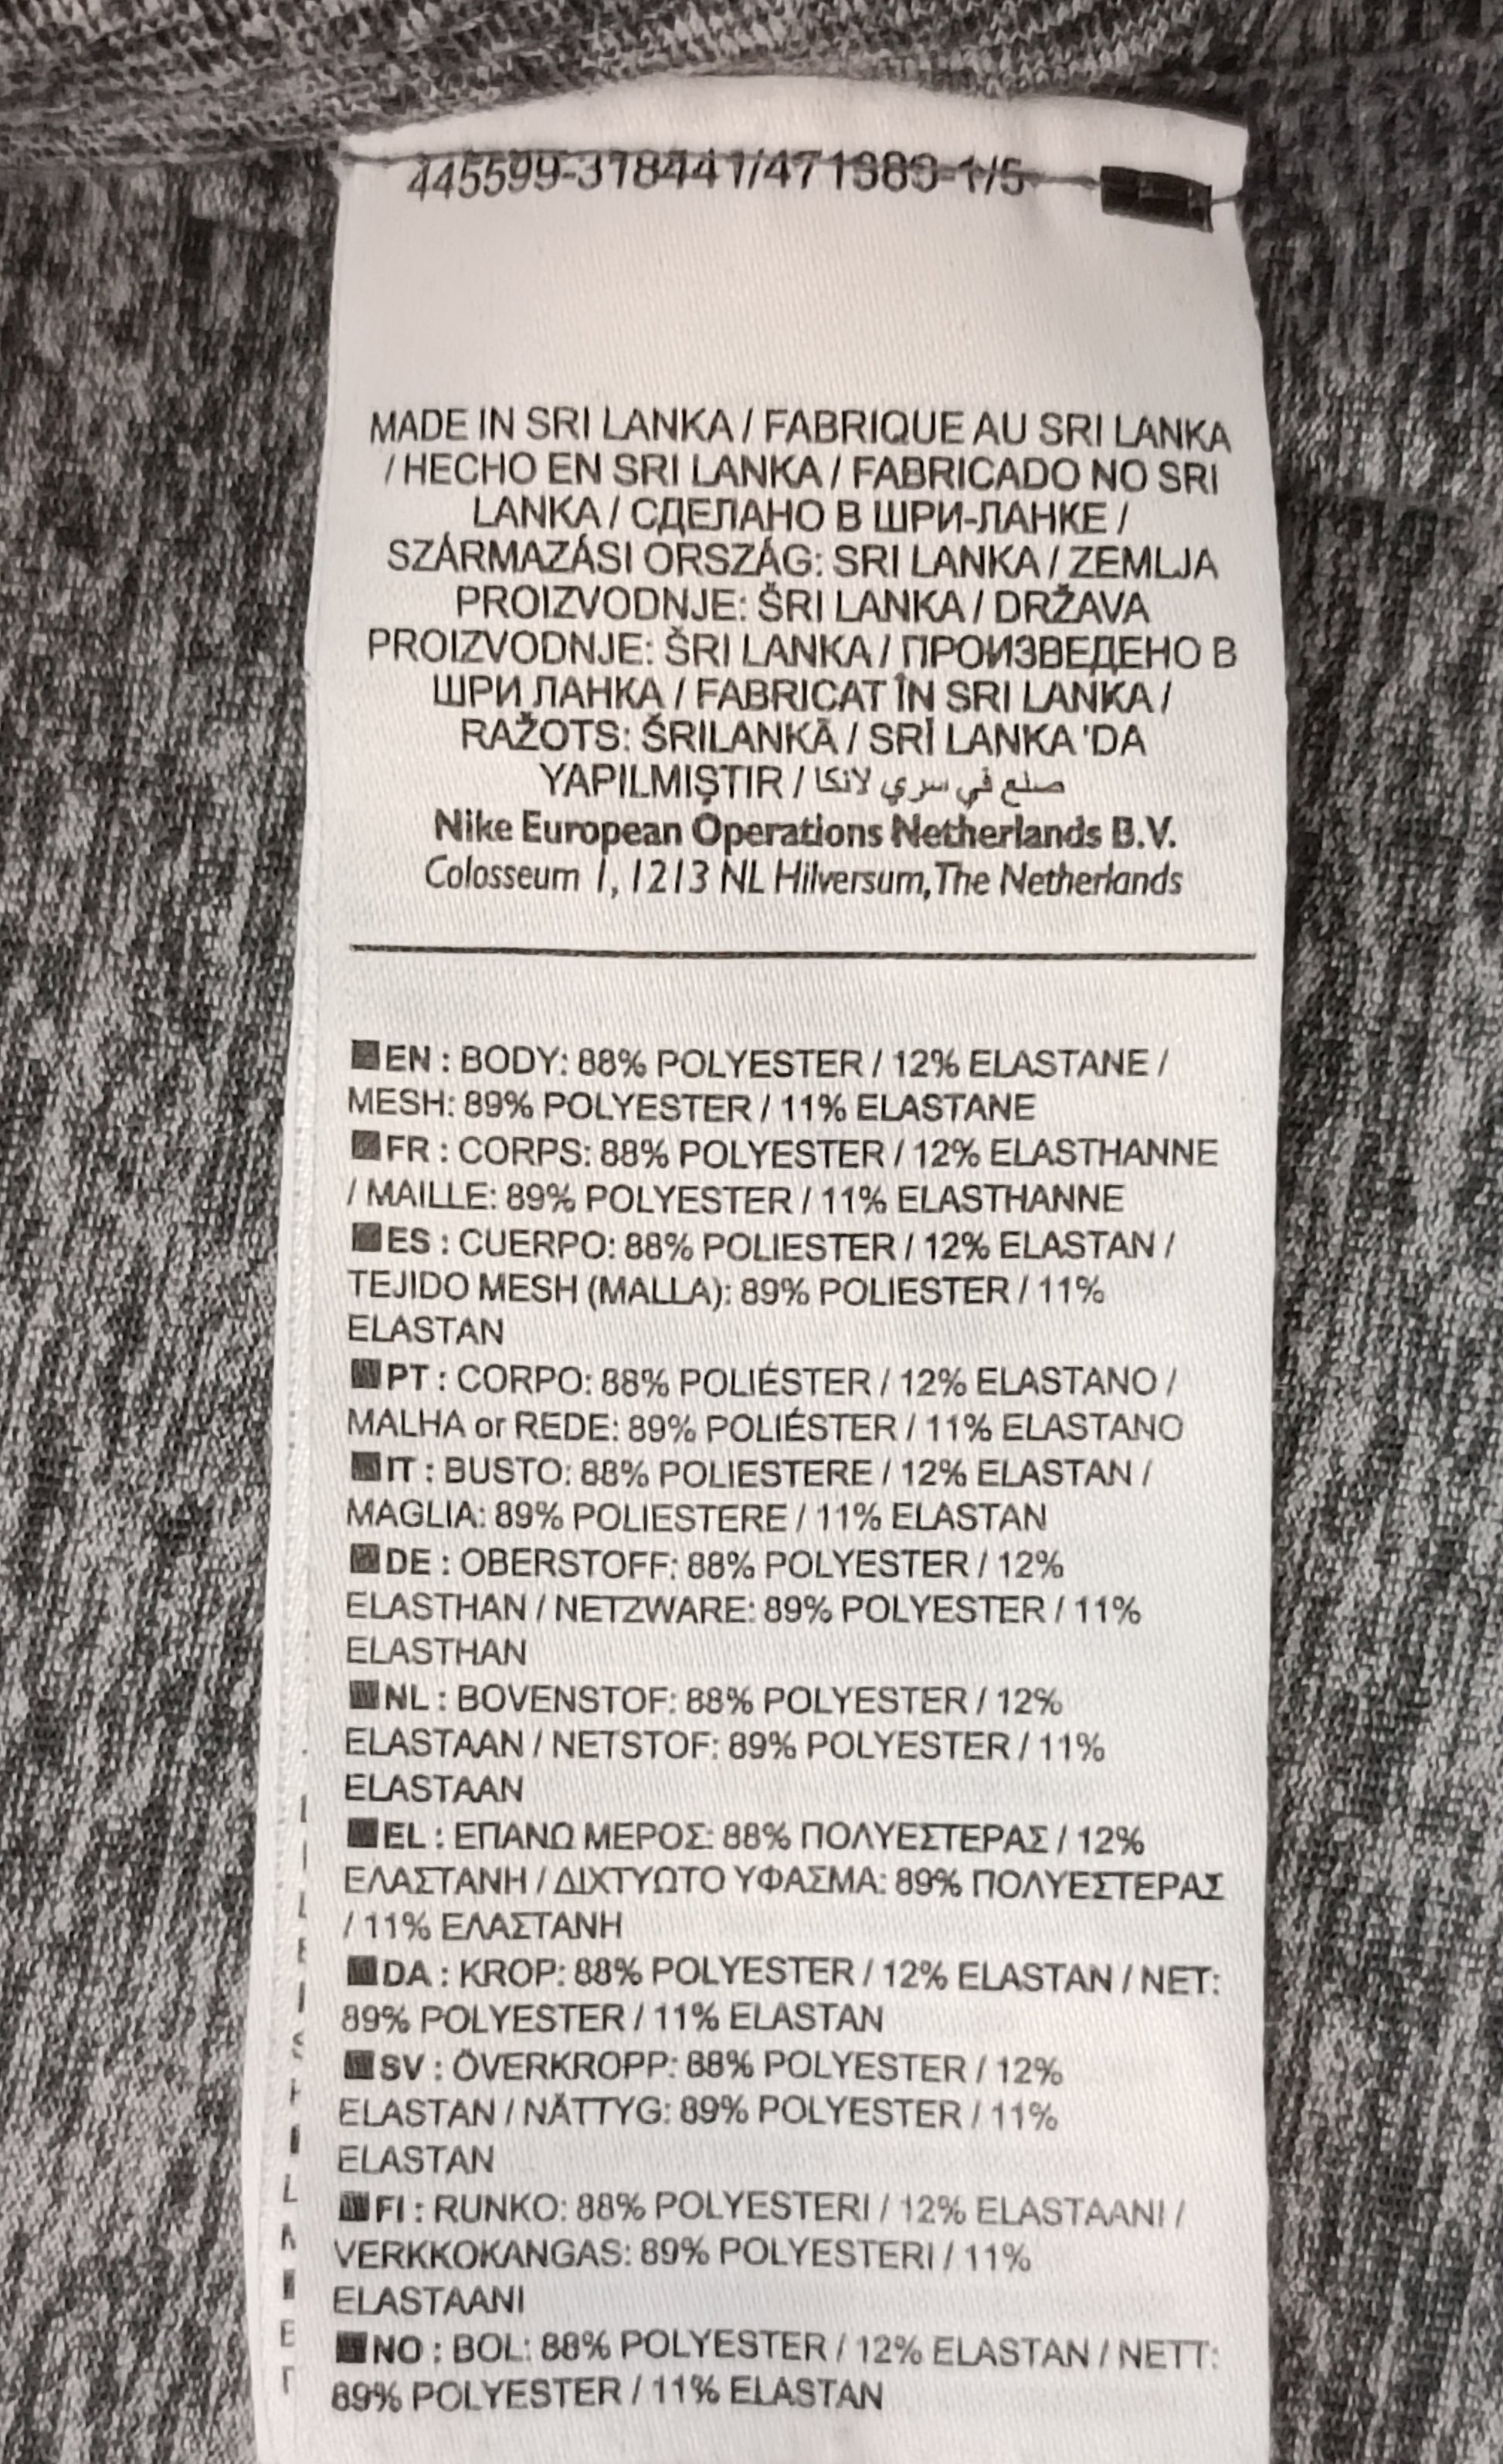 MADE IN SRI LANKA / FABRIQUE AU SRI LANKA
/ HECHO EN SRI LANKA / FABRICADO NO SRI
LANKA / СДЕЛАНО В ШРИ-ЛАНКЕ /
SZÁRMAZÁSI ORSZÁG: SRI LANKA / ZEMLJA
PROIZVODNJE: ŠRI LANKA / DRŽAVA
PROIZVODNJE: ŠRI LANKA / ПРОИЗВЕДЕНО В
ШРИ ЛАНКА / FABRICAT ÎN SRI LANKA /
RAŽOTS: ŠRILANKĀ / SRİ LANKA 'DA
YAPILMIŞTIR / صنع في سري لانكا
Nike European Operations Netherlands B.V.
Colosseum 1, 1213 NL Hilversum, The Netherlands
EN : BODY: 88% POLYESTER / 12% ELASTANE /
MESH: 89% POLYESTER / 11% ELASTANE
FR : CORPS: 88% POLYESTER / 12% ELASTHANNE
/ MAILLE: 89% POLYESTER / 11% ELASTHANNE
ES : CUERPO: 88% POLIESTER / 12% ELASTAN /
TEJIDO MESH (MALLA): 89% POLIESTER / 11%
ELASTAN
PT : CORPO: 88% POLIÉSTER / 12% ELASTANO /
MALHA or REDE: 89% POLIÉSTER / 11% ELASTANO
IT : BUSTO: 88% POLIESTERE / 12% ELASTAN /
MAGLIA: 89% POLIESTERE / 11% ELASTAN
DE : OBERSTOFF: 88% POLYESTER / 12%
ELASTHAN / NETZWARE: 89% POLYESTER / 11%
ELASTHAN
NL : BOVENSTOF: 88% POLYESTER / 12%
ELASTAAN / NETSTOF: 89% POLYESTER / 11%
ELASTAAN
EL : ΕΠΑΝΩ ΜΕΡΟΣ: 88% ΠΟΛΥΕΣΤΕΡΑΣ / 12%
ΕΛΑΣΤΑΝΗ / ΔΙΧΤΥΩΤΟ ΥΦΑΣΜΑ: 89% ΠΟΛΥΕΣΤΕΡΑΣ
/ 11% ΕΛΑΣΤΑΝΗ
DA : KROP: 88% POLYESTER / 12% ELASTAN / NET:
89% POLYESTER / 11% ELASTAN
SV : ÖVERKROPP: 88% POLYESTER / 12%
ELASTAN / NÄTTYG: 89% POLYESTER / 11%
ELASTAN
FI : RUNKO: 88% POLYESTERI / 12% ELASTAANI /
VERKKOKANGAS: 89% POLYESTERI / 11%
ELASTAANI
NO : BOL: 88% POLYESTER / 12% ELASTAN / NETT:
89% POLYESTER / 11% ELASTAN